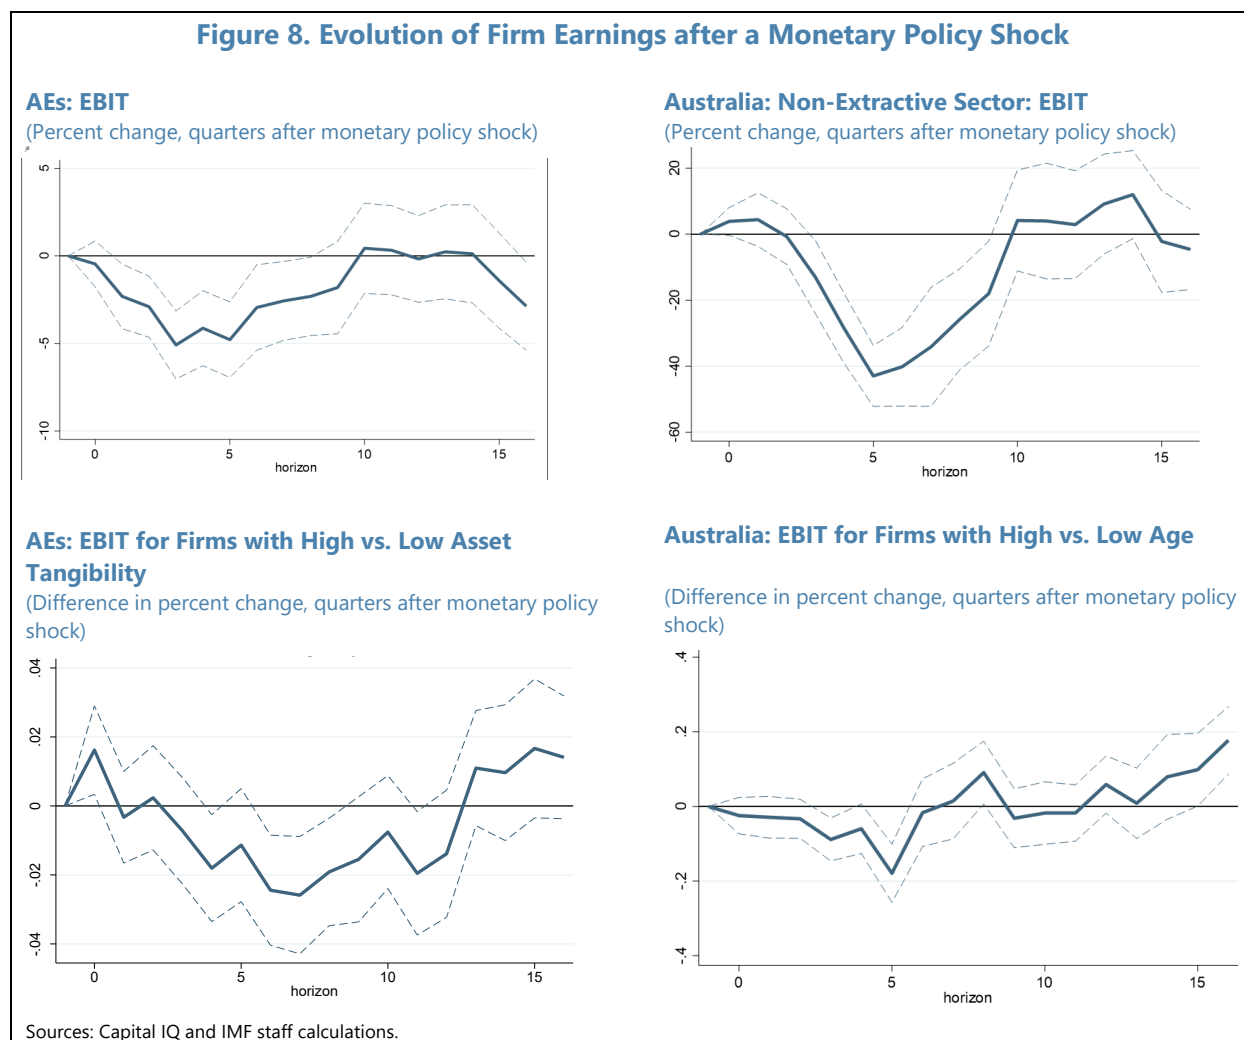 Figure 8. Evolution of Firm Earnings after a Monetary Policy Shock
AEs: EBIT
(Percent change, quarters after monetary policy shock)
5
0
-5
-10
0
5
10
15
horizon
Australia: Non-Extractive Sector: EBIT
(Percent change, quarters after monetary policy shock)
20
0
-20
-40
-60
0
5
10
15
horizon
AEs: EBIT for Firms with High vs. Low Asset
Tangibility
(Difference in percent change, quarters after monetary policy
shock)
.04
.02
0
-.02
-.04
0
5
10
15
horizon
Australia: EBIT for Firms with High vs. Low Age
(Difference in percent change, quarters after monetary policy
shock)
.4
.2
0
-.2
-.4
0
5
10
15
horizon
Sources: Capital IQ and IMF staff calculations.